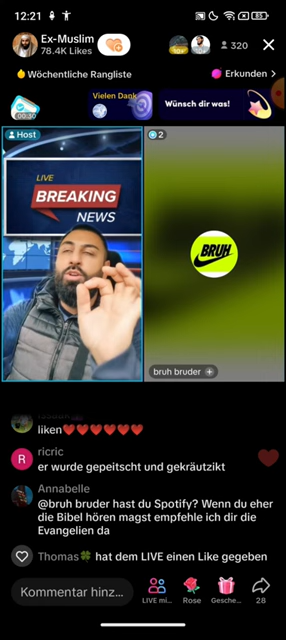 12:21
85
Ex-Muslim
78.4K Likes
320
Wöchentliche Rangliste
Erkunden >
00:30
Vielen Dank
Wünsch dir was!
Host
2
LIVE
BREAKING
NEWS
BRUH
bruh bruder +
liken❤️❤️❤️❤️❤️❤️
R
ricric
er wurde gepeitscht und gekräutzikt
Annabelle
@bruh bruder hast du Spotify? Wenn du eher
die Bibel hören magst empfehle ich dir die
Evangelien da
Thomas🍀 hat dem LIVE einen Like gegeben
Kommentar hinz...
LIVE mi...
Rose
Gesche...
28